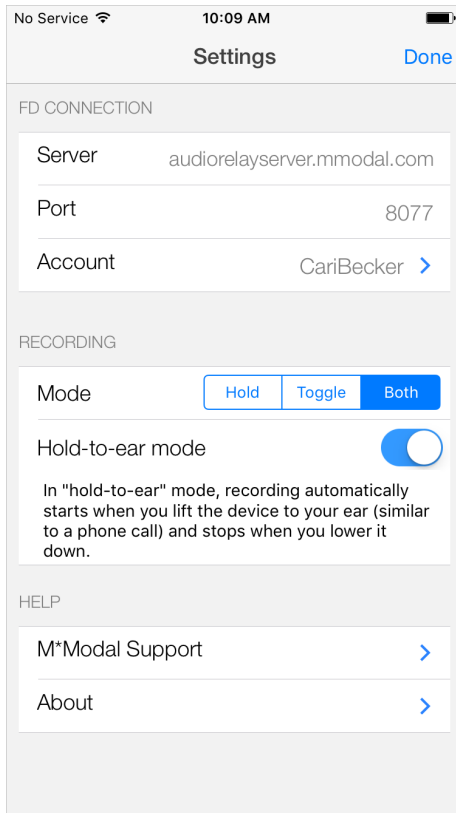 No Service 10:09 AM
Settings Done
FD CONNECTION
Server audiorelayserver.mmodal.com
Port 8077
Account CariBecker
RECORDING
Mode Hold Toggle Both
Hold-to-ear mode
In "hold-to-ear" mode, recording automatically
starts when you lift the device to your ear (similar
to a phone call) and stops when you lower it
down.
HELP
M*Modal Support
About